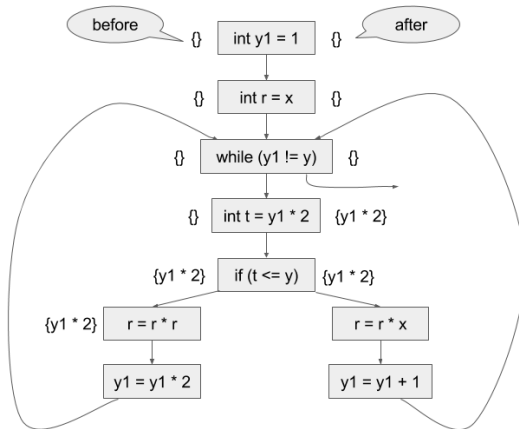 before
after
{} int y1 = 1 {}
{} int r = x {}
{} while (y1 != y) {}
{} int t = y1 * 2 {y1 * 2}
{y1 * 2} if (t <= y) {y1 * 2}
{y1 * 2} r = r * r
r = r * x
y1 = y1 * 2
y1 = y1 + 1